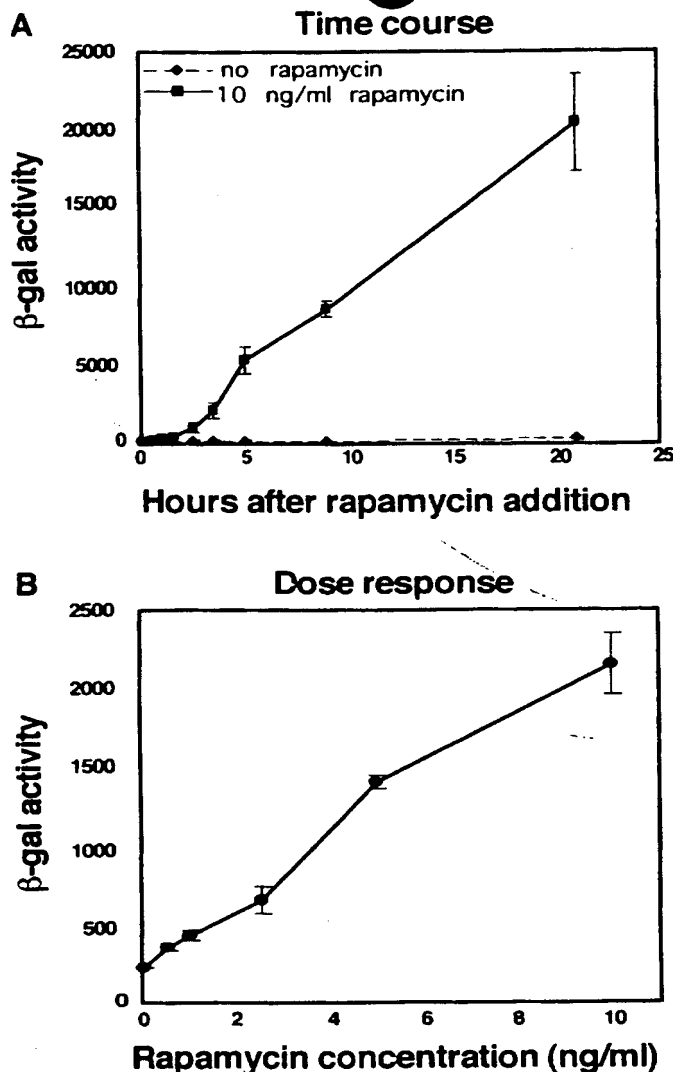 A
Time course
25000
20000
15000
10000
5000
0
β-gal activity
no rapamycin
10 ng/ml rapamycin
0 5 10 15 20 25
Hours after rapamycin addition
B
Dose response
2500
2000
1500
1000
500
0
β-gal activity
0 2 4 6 8 10
Rapamycin concentration (ng/ml)